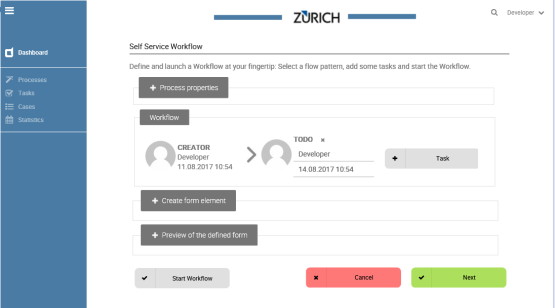 ZÜRICH
Developer
Dashboard
Processes
Tasks
Cases
Statistics
Self Service Workflow
Define and launch a Workflow at your fingertip: Select a flow pattern, add some tasks and start the Workflow.
+ Process properties
Workflow
CREATOR
Developer
11.08.2017 10:54
TODO x
Developer
14.08.2017 10:54
+ Task
+ Create form element
+ Preview of the defined form
Start Workflow
Cancel
Next